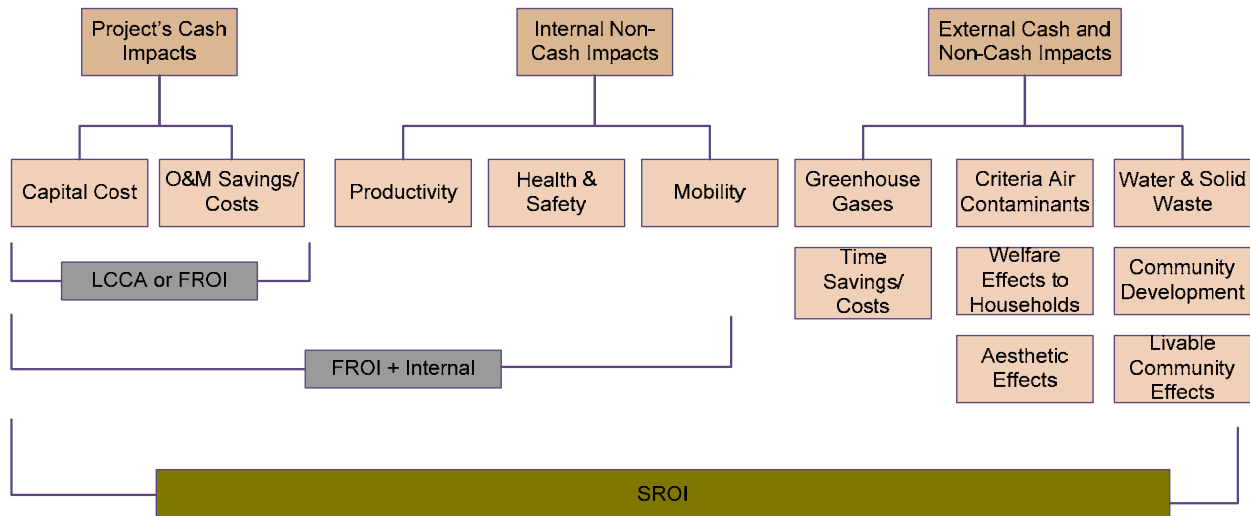 Project's Cash
Impacts
Internal Non-
Cash Impacts
External Cash and
Non-Cash Impacts
Capital Cost
O&M Savings/
Costs
Productivity
Health &
Safety
Mobility
Greenhouse
Gases
Criteria Air
Contaminants
Water & Solid
Waste
LCCA or FROI
Time
Savings/
Costs
Welfare
Effects to
Households
Community
Development
FROI + Internal
Aesthetic
Effects
Livable
Community
Effects
SROI